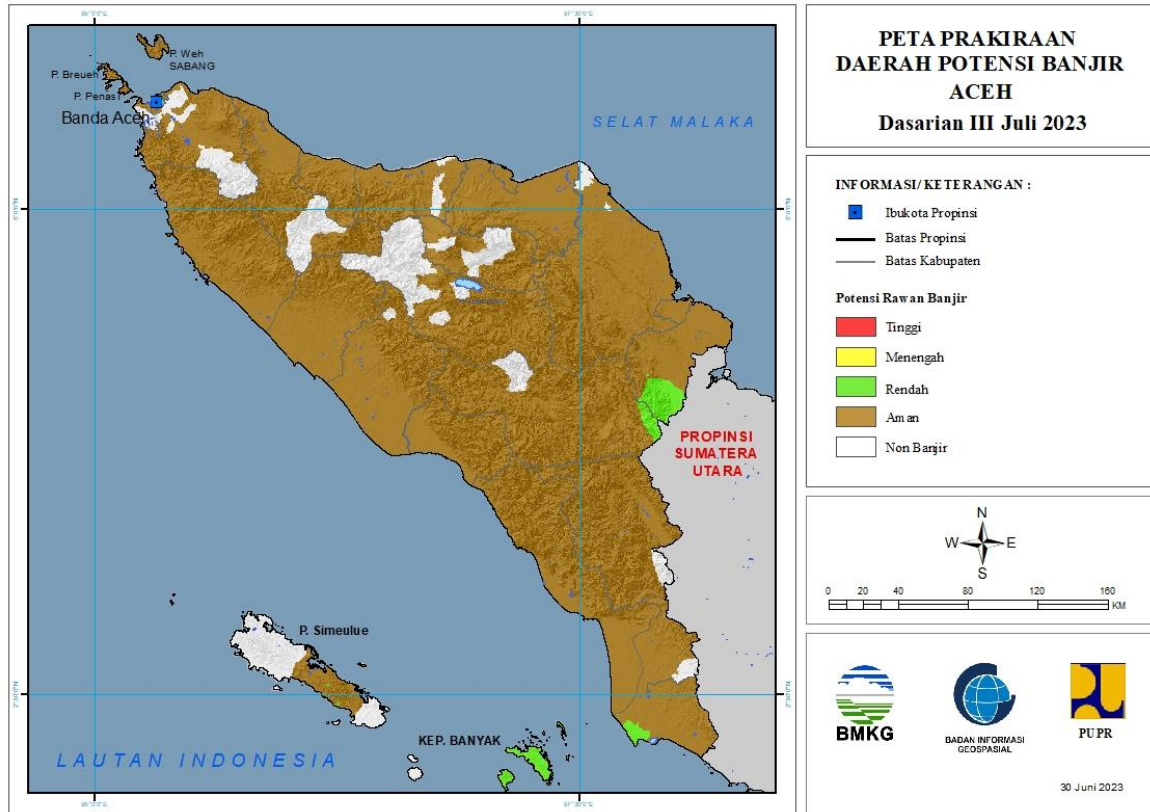 PETA PRAKIRAAN
DAERAH POTENSI BANJIR
ACEH
Dasarian III Juli 2023
INFORMASI/ KETERANGAN :
Ibukota Propinsi
Batas Propinsi
Batas Kabupaten
Potensi Rawan Banjir
Tinggi
Menengah
Rendah
Aman
Non Banjir
N
W E
S
0 20 40 80 120 160
KM
BMKG
BADAN INFORMASI
GEOSPASIAL
PUPR
30 Juni 2023
P. Weh
SABANG
P. Breueh
P. Penasi
Banda Aceh
SELAT MALAKA
PROPINSI
SUMATERA
UTARA
P. Simeulue
KEP. BANYAK
LAUTAN INDONESIA